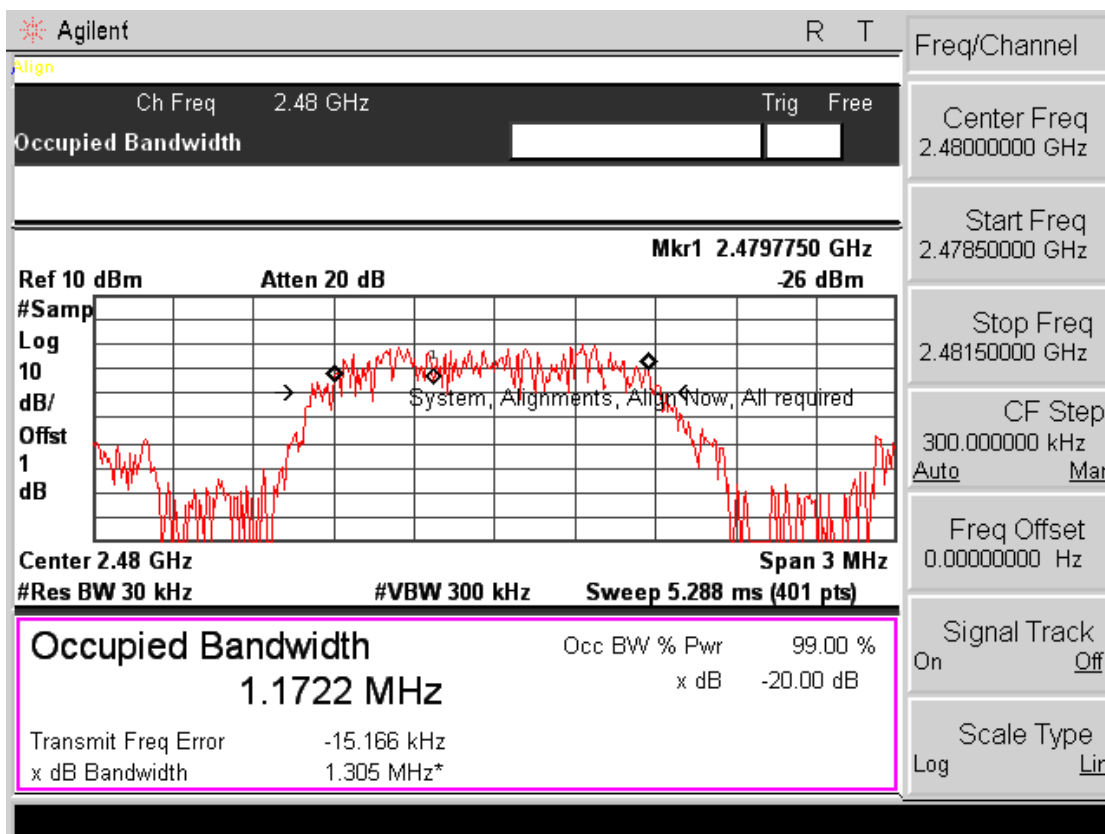 Agilent R T
Align
Ch Freq 2.48 GHz Trig Free
Occupied Bandwidth
Mkr1 2.4797750 GHz
Ref 10 dBm Atten 20 dB -26 dBm
#Samp
Log
10
dB/
Offst
1
dB
1
System, Alignments, Align Now, All required
Center 2.48 GHz Span 3 MHz
#Res BW 30 kHz #VBW 300 kHz Sweep 5.288 ms (401 pts)
Occupied Bandwidth
1.1722 MHz
Occ BW % Pwr 99.00 %
x dB -20.00 dB
Transmit Freq Error -15.166 kHz
x dB Bandwidth 1.305 MHz*
Freq/Channel
Center Freq
2.48000000 GHz
Start Freq
2.47850000 GHz
Stop Freq
2.48150000 GHz
CF Step
300.000000 kHz
Auto Man
Freq Offset
0.00000000 Hz
Signal Track
On Off
Scale Type
Log Lin